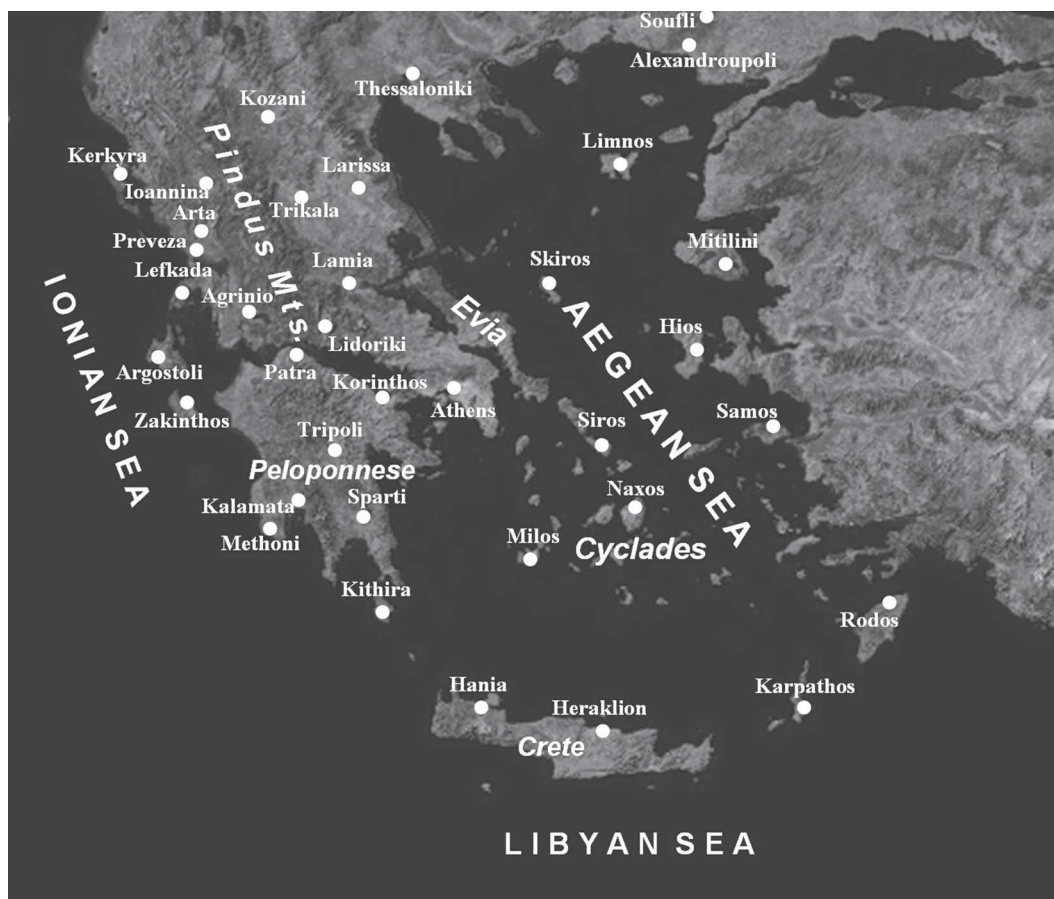 Soufli
Alexandroupoli
Thessaloniki
Kozani
Limnos
Kerkyra
Larissa
Ioannina
Pindus Mts.
Trikala
Arta
Preveza
Mitilini
Lefkada
Lamia
Skiros
Agrinio
Evia
IONIAN SEA
AEGEAN SEA
Hios
Lidoriki
Argostoli
Patra
Korinthos
Athens
Zakinthos
Siros
Samos
Tripoli
Peloponnese
Naxos
Kalamata
Sparti
Methoni
Milos
Cyclades
Kithira
Rodos
Hania
Karpathos
Heraklion
Crete
LIBYAN SEA